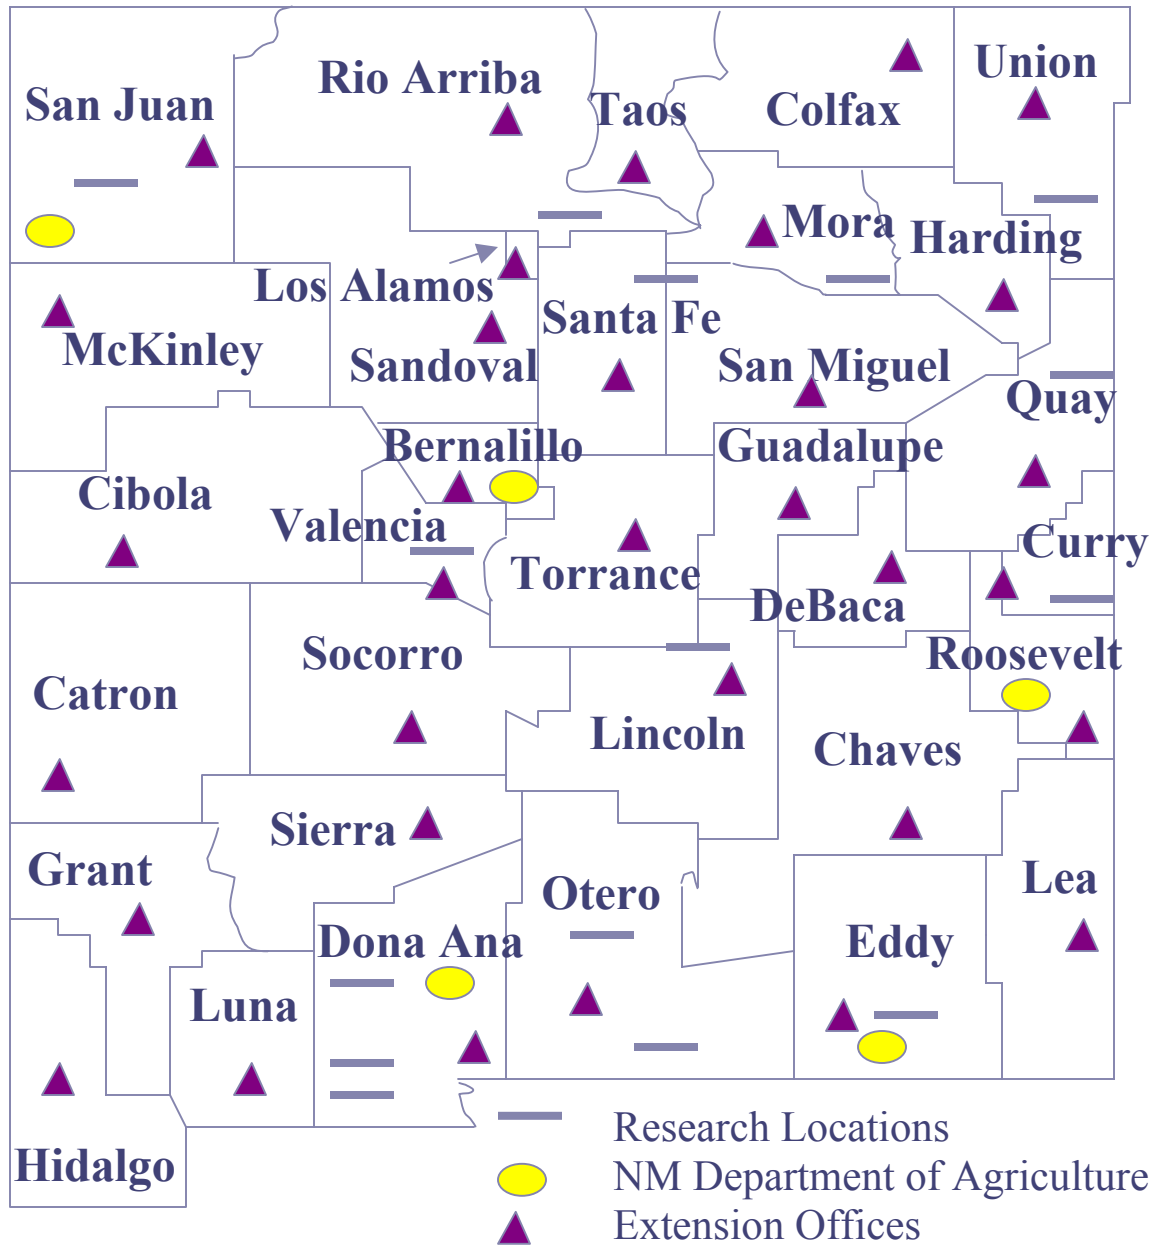 Union
Rio Arriba
San Juan
Taos
Colfax
Mora
Harding
Los Alamos
Santa Fe
McKinley
Sandoval
San Miguel
Quay
Bernalillo
Guadalupe
Cibola
Valencia
Curry
Torrance
DeBaca
Socorro
Roosevelt
Catron
Lincoln
Chaves
Sierra
Grant
Lea
Otero
Dona Ana
Eddy
Luna
Hidalgo
Research Locations
NM Department of Agriculture
Extension Offices